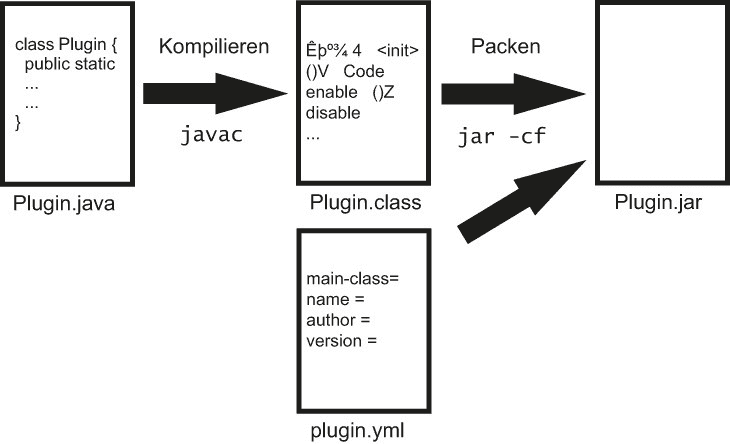 class Plugin {
public static
...
...
}
Plugin.java
Kompilieren
javac
Êþº¾ 4 <init>
()V Code
enable ()Z
disable
...
Plugin.class
Packen
jar -cf
Plugin.jar
main-class=
name =
author =
version =
plugin.yml